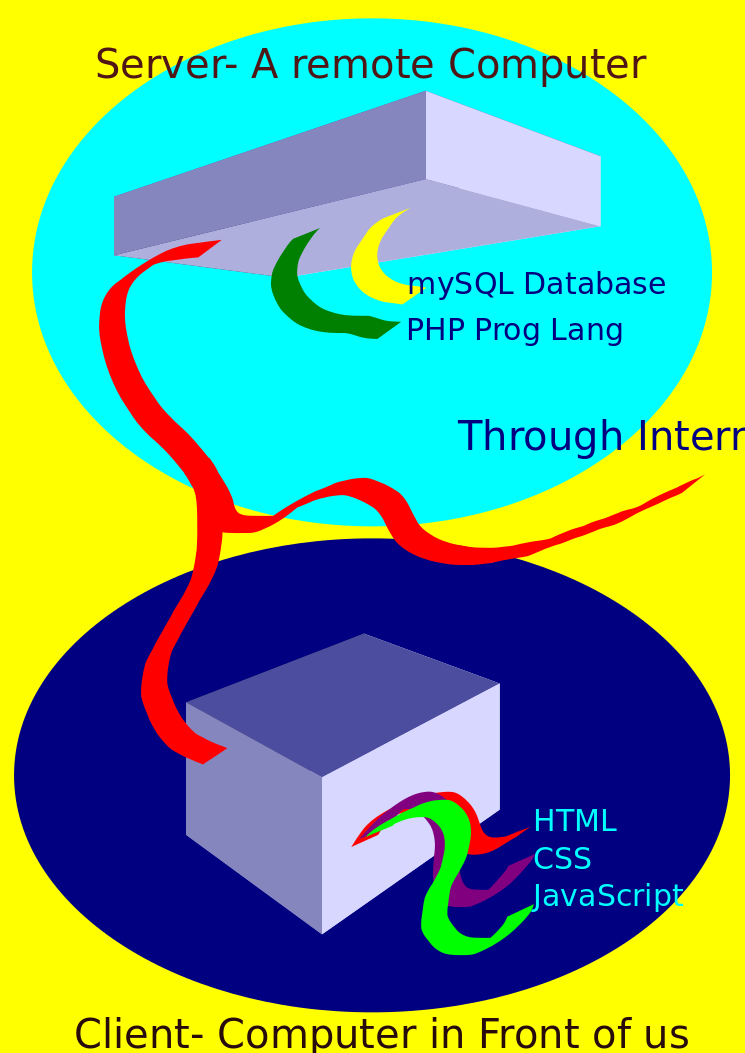 Server- A remote Computer
mySQL Database
PHP Prog Lang
Through Intern
HTML
CSS
JavaScript
Client- Computer in Front of us